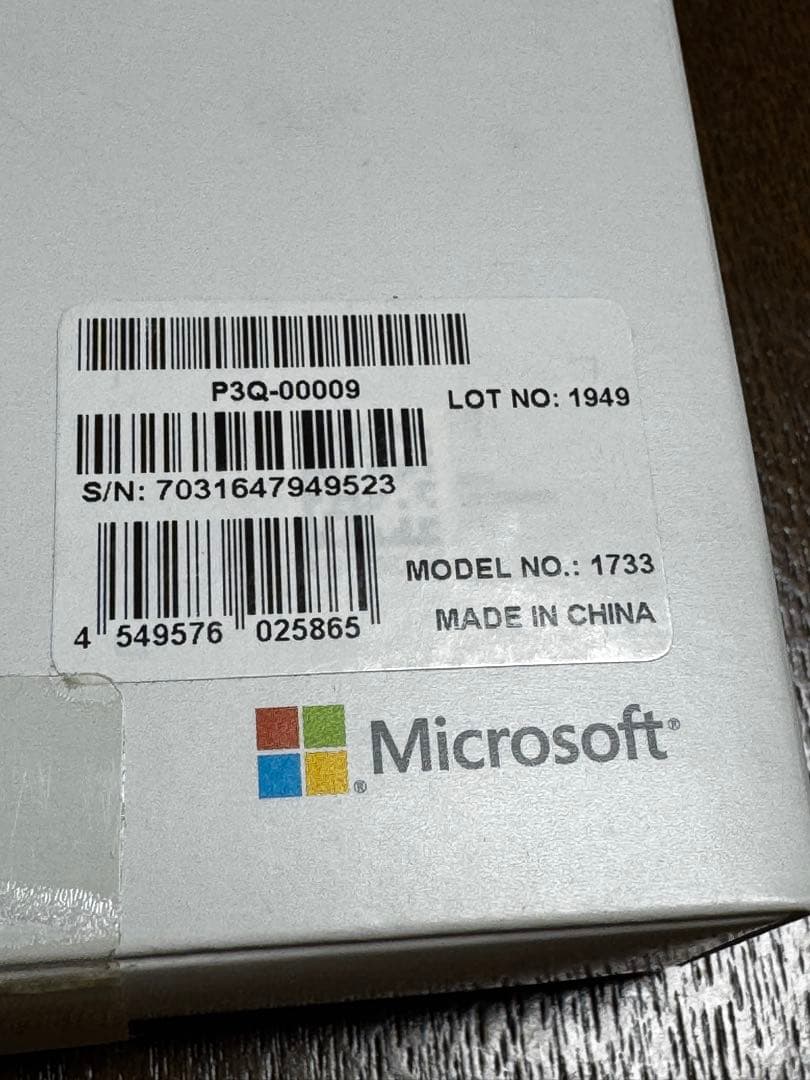 P3Q-00009
LOT NO: 1949
S/N: 7031647949523
MODEL NO.: 1733
4 549576 025865
MADE IN CHINA
® Microsoft®